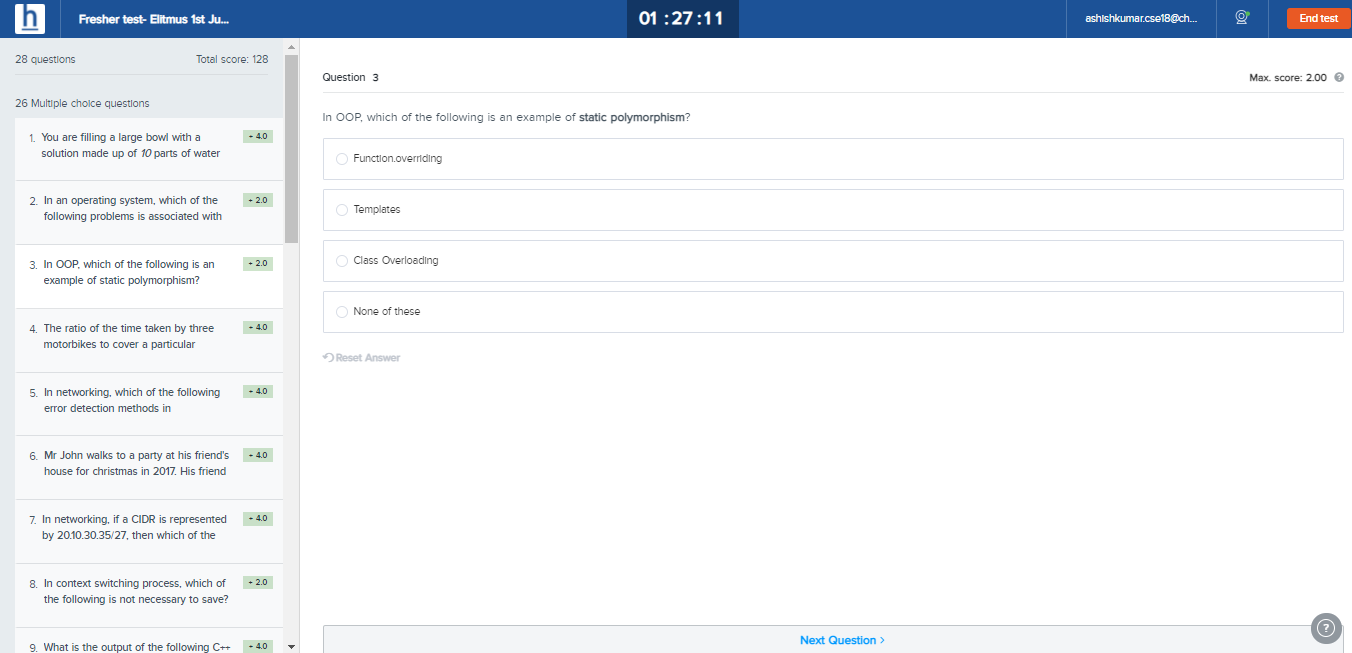 h
Fresher test- Elitmus 1st Ju...
01 :27:11
ashishkumar.cse18@ch...
End test
28 questions
Total score: 128
26 Multiple choice questions
1. You are filling a large bowl with a
solution made up of 10 parts of water
+ 4.0
2. In an operating system, which of the
following problems is associated with
+ 2.0
3. In OOP, which of the following is an
example of static polymorphism?
+ 2.0
4. The ratio of the time taken by three
motorbikes to cover a particular
+ 4.0
5. In networking, which of the following
error detection methods in
+ 4.0
6. Mr John walks to a party at his friend's
house for christmas in 2017. His friend
+ 4.0
7. In networking, if a CIDR is represented
by 20.10.30.35/27, then which of the
+ 4.0
8. In context switching process, which of
the following is not necessary to save?
+ 2.0
9. What is the output of the following C++
+ 4.0
Question 3
Max. score: 2.00 ?
In OOP, which of the following is an example of static polymorphism?
Function.overriding
Templates
Class Overloading
None of these
Reset Answer
Next Question >
?